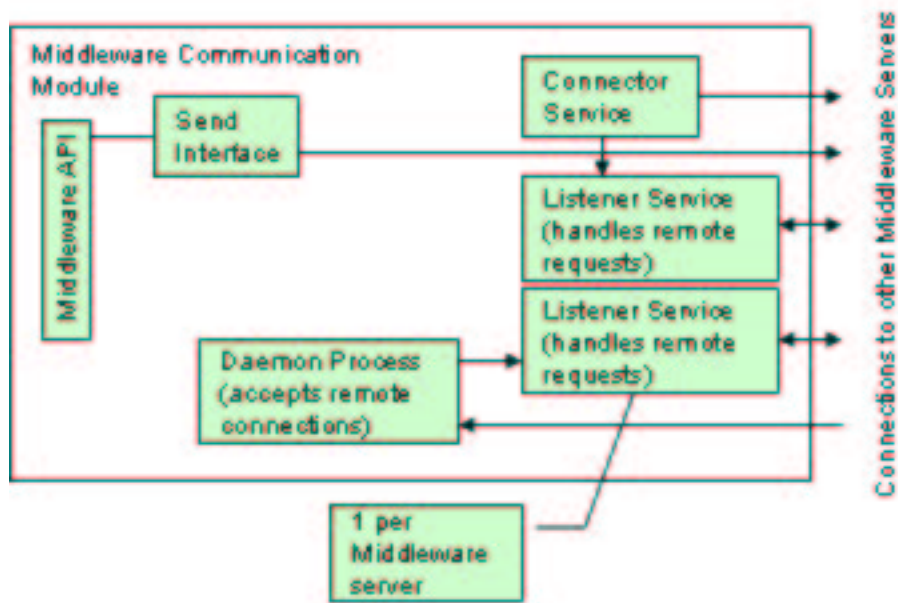 Middleware Communication
Module
Middleware API
Send
Interface
Connector
Service
Listener Service
(handles remote
requests)
Listener Service
(handles remote
requests)
Daemon Process
(accepts remote
connections)
1 per
Middleware
server
Connections to other Middleware Servers